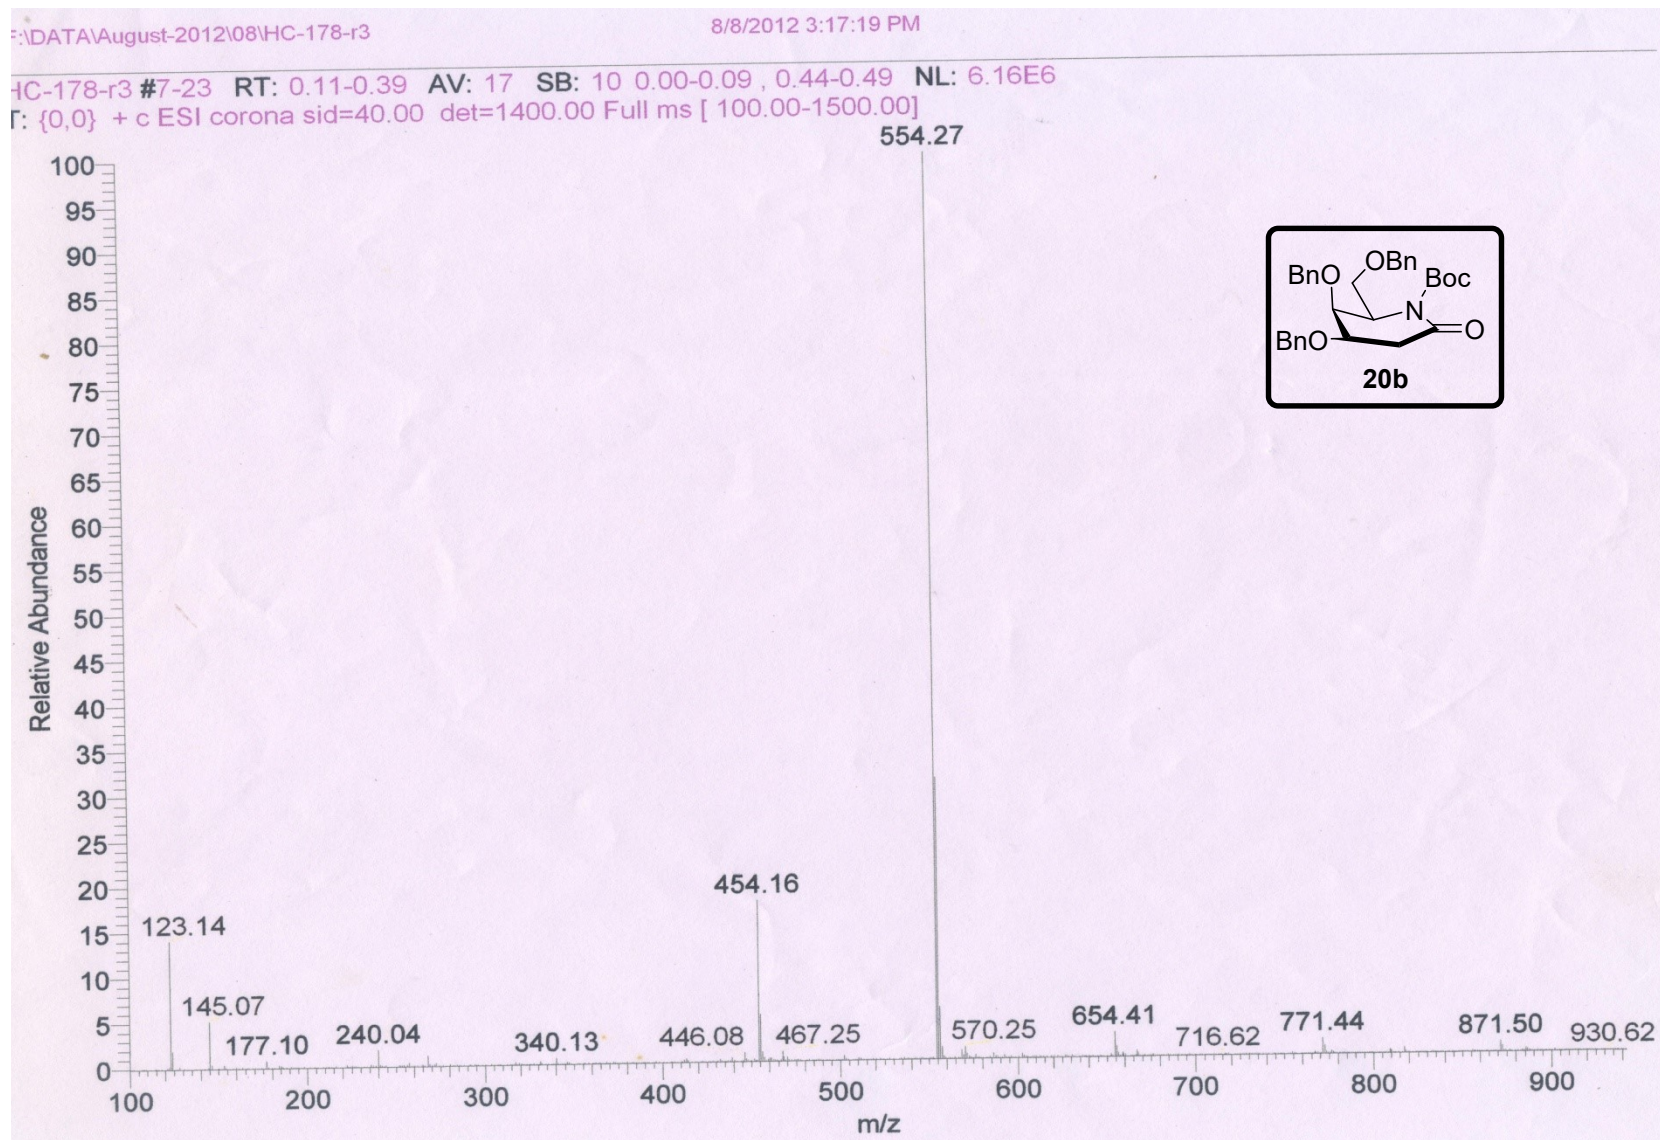 F:\DATA\August-2012\08\HC-178-r3 8/8/2012 3:17:19 PM
HC-178-r3 #7-23 RT: 0.11-0.39 AV: 17 SB: 10 0.00-0.09 , 0.44-0.49 NL: 6.16E6
T: {0,0} + c ESI corona sid=40.00 det=1400.00 Full ms [ 100.00-1500.00]
554.27
100
95
90
85
80
75
70
65
60
55
50
45
40
35
30
25
20
15
10
5
0
Relative Abundance
OBn
BnO
Boc
N
O
BnO
20b
454.16
123.14
145.07
177.10
240.04
340.13
446.08
467.25
570.25
654.41
716.62
771.44
871.50
930.62
100 200 300 400 500 600 700 800 900
m/z